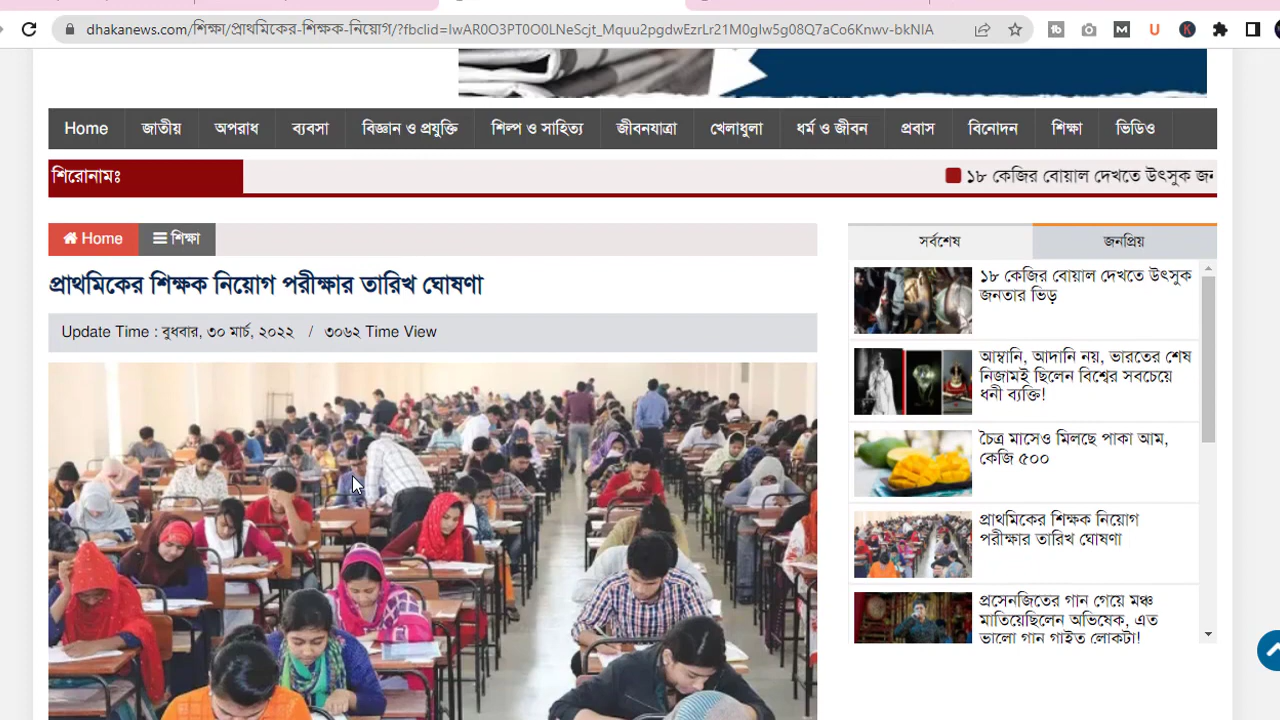 dhakanews.com/শিক্ষা/প্রাথমিকের-শিক্ষক-নিয়োগ/?fbclid=IwAR0O3PT0O0LNeScjt_Mquu2pgdwEzrLr21M0gIw5g08Q7aCo6Knwv-bkNIA
Home জাতীয় অপরাধ ব্যবসা বিজ্ঞান ও প্রযুক্তি শিল্প ও সাহিত্য জীবনযাত্রা খেলাধুলা ধর্ম ও জীবন প্রবাস বিনোদন শিক্ষা ভিডিও
শিরোনামঃ ১৮ কেজির বোয়াল দেখতে উৎসুক জন
Home শিক্ষা
প্রাথমিকের শিক্ষক নিয়োগ পরীক্ষার তারিখ ঘোষণা
Update Time : বুধবার, ৩০ মার্চ, ২০২২ / ৩০৬২ Time View
সর্বশেষ জনপ্রিয়
১৮ কেজির বোয়াল দেখতে উৎসুক
জনতার ভিড়
আম্বানি, আদানি নয়, ভারতের শেষ
নিজামই ছিলেন বিশ্বের সবচেয়ে
ধনী ব্যক্তি!
চৈত্র মাসেও মিলছে পাকা আম,
কেজি ৫০০
প্রাথমিকের শিক্ষক নিয়োগ
পরীক্ষার তারিখ ঘোষণা
প্রসেনজিতের গান গেয়ে মঞ্চ
মাতিয়েছিলেন অভিষেক, এত
ভালো গান গাইত লোকটা!